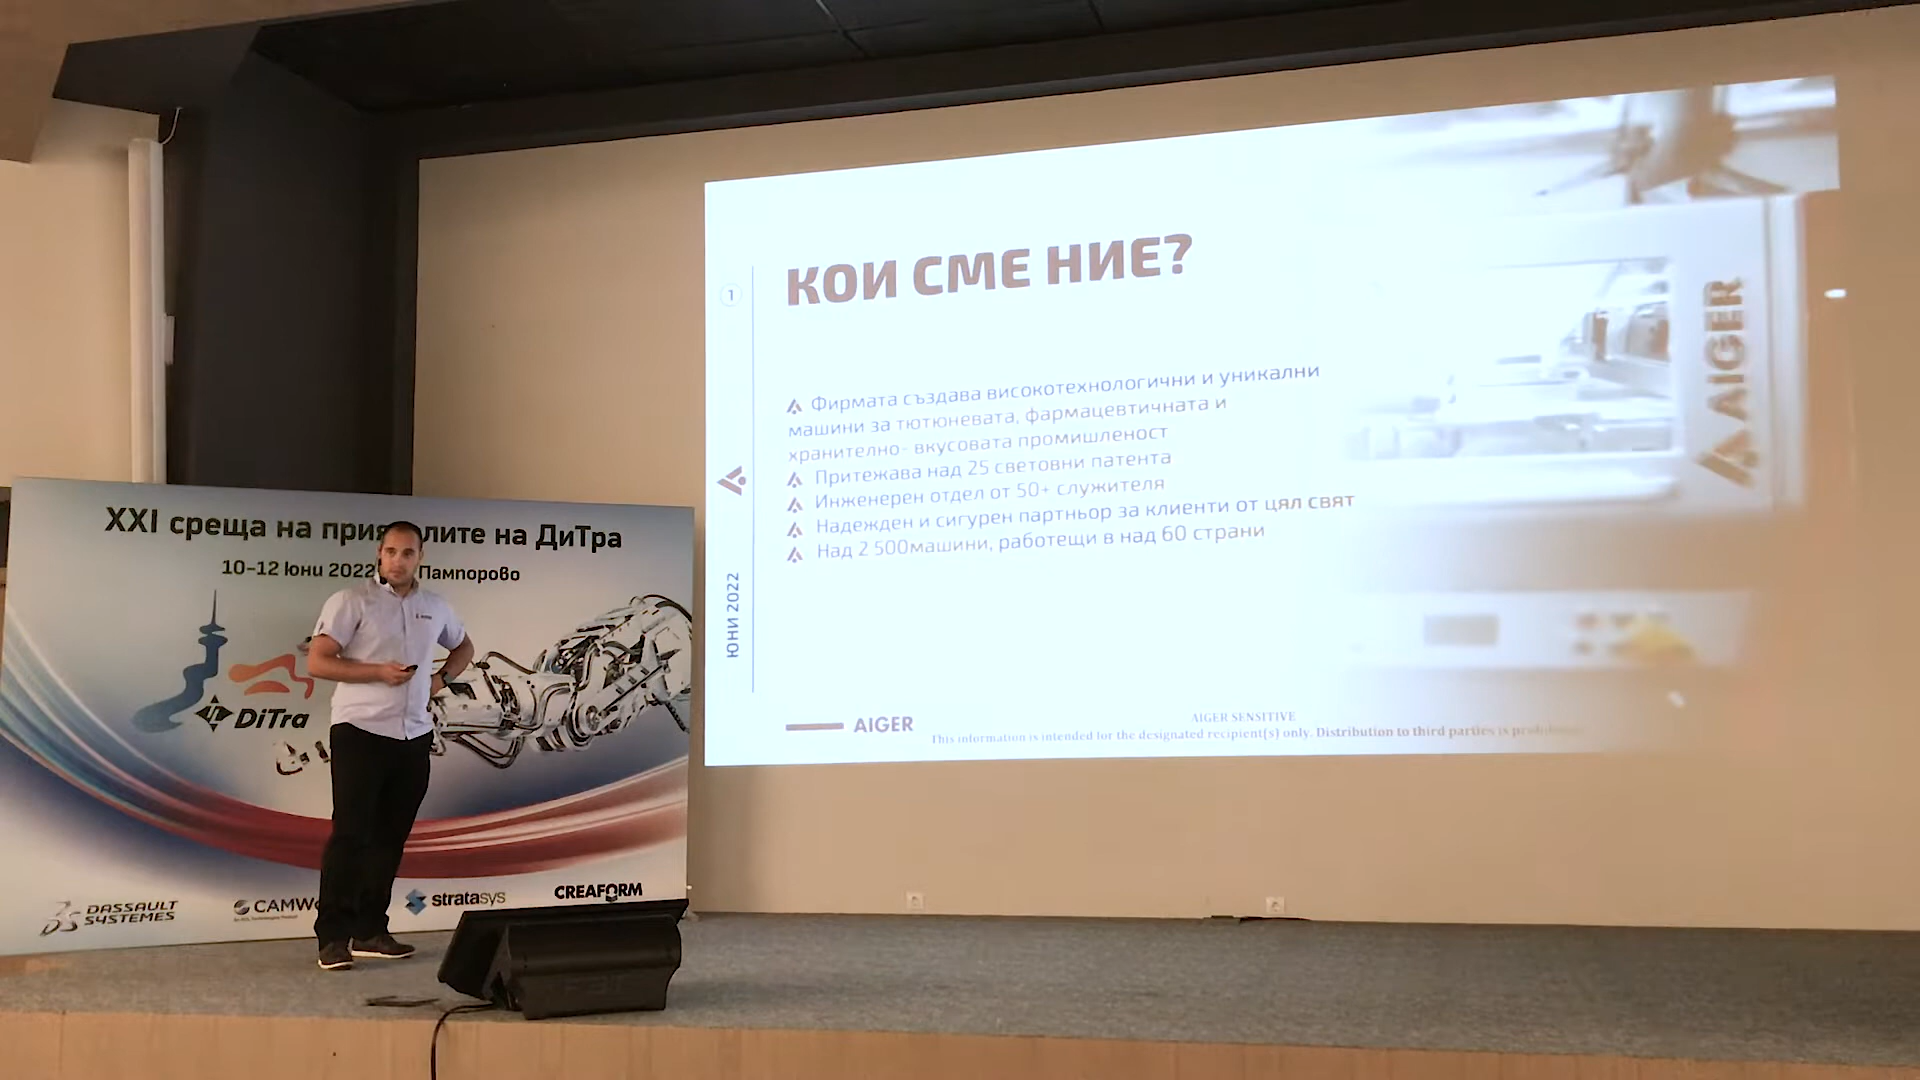 XXI среща на прия лите на ДиТра
10-12 Юни 2022 Пампорово
DiTra
DASSAULT
SYSTEMES
CAMW
stratasys
CREAFORM
1
КОИ СМЕ НИЕ?
Фирмата създава високотехнологични и уникални
машини за тютюневата, фармацевтичната и
хранително- вкусовата промишленост
Притежава над 25 световни патента
Инженерен отдел от 50+ служителя
Надежден и сигурен партньор за клиенти от цял свят
Над 2 500машини, работещи в над 60 страни
ЮНИ 2022
AIGER
AIGER
AIGER SENSITIVE
This information is intended for the designated recipient(s) only. Distribution to third parties is prohibited